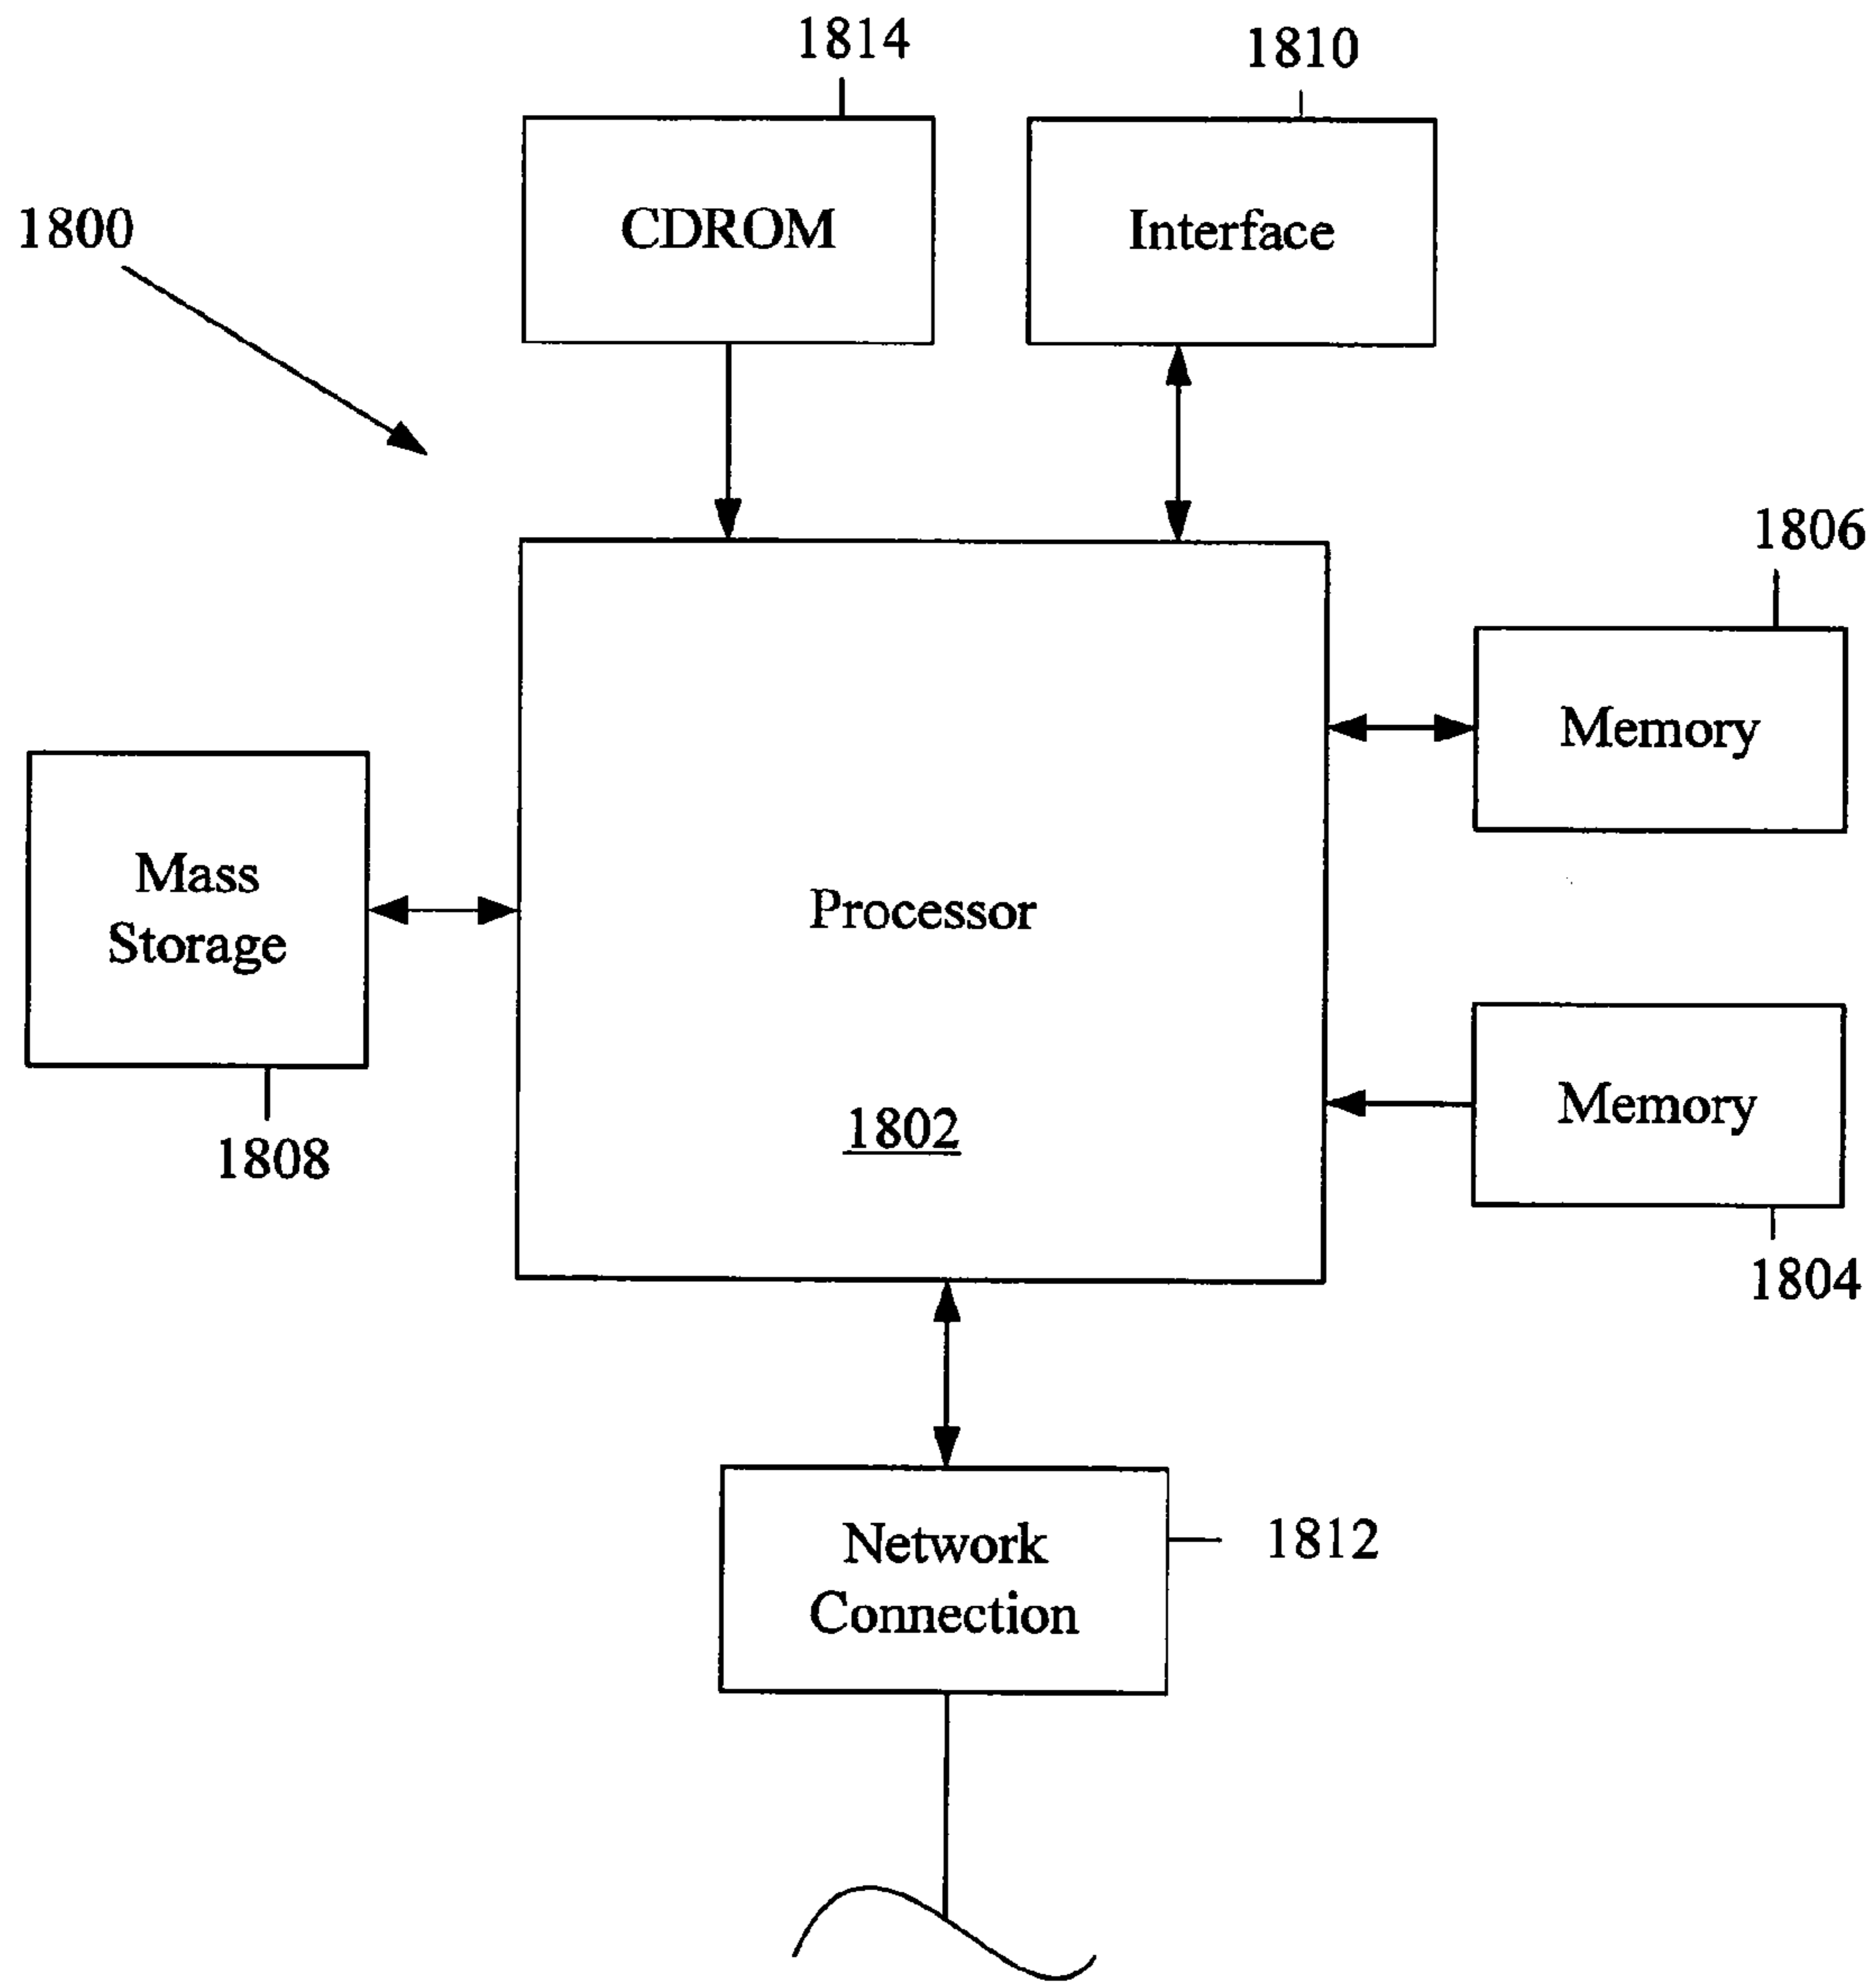 1814
1810
1800
CDROM
Interface
1806
Memory
Mass
Storage
Processor
1808
1802
Memory
1804
Network
Connection
1812